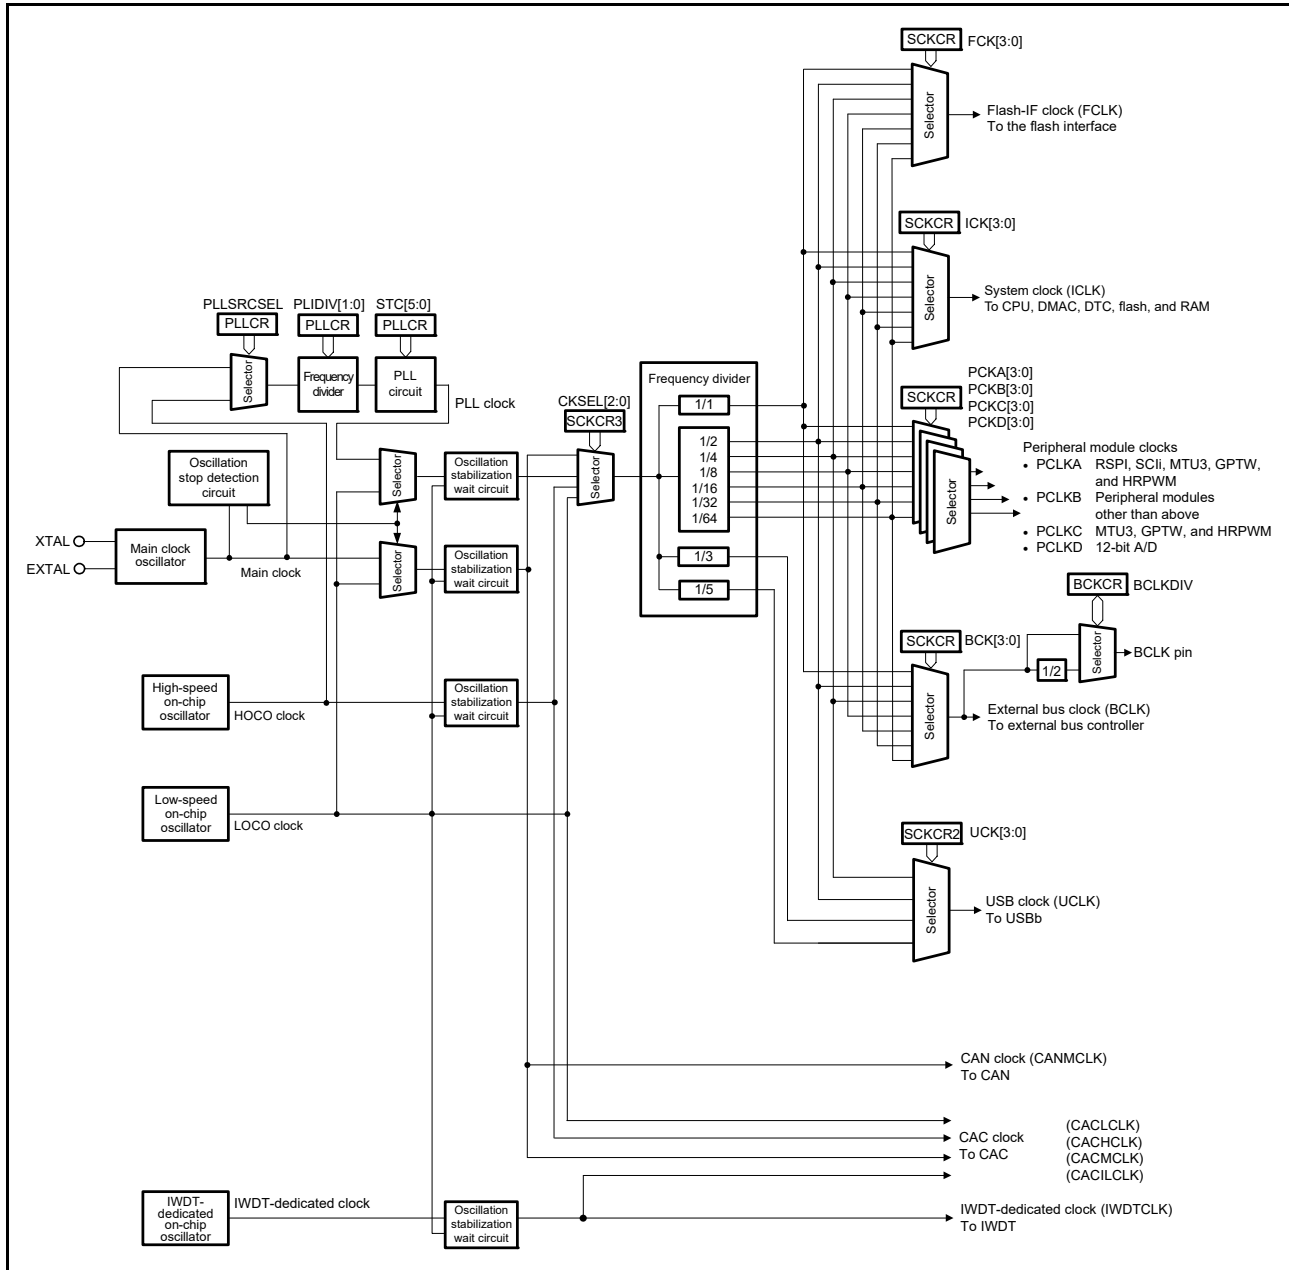 SCKCR FCK[3:0]
Selector
Flash-IF clock (FCLK)
To the flash interface
SCKCR ICK[3:0]
Selector
System clock (ICLK)
To CPU, DMAC, DTC, flash, and RAM
PLLSRCSEL PLIDIV[1:0] STC[5:0]
PLLCR PLLCR PLLCR
Selector
Frequency
divider
PLL
circuit
PLL clock
CKSEL[2:0]
SCKCR3
Selector
Frequency divider
1/1
1/2
1/4
1/8
1/16
1/32
1/64
1/3
1/5
SCKCR
PCKA[3:0]
PCKB[3:0]
PCKC[3:0]
PCKD[3:0]
Selector
Peripheral module clocks
• PCLKA RSPI, SCIi, MTU3, GPTW,
and HRPWM
• PCLKB Peripheral modules
other than above
• PCLKC MTU3, GPTW, and HRPWM
• PCLKD 12-bit A/D
Oscillation
stop detection
circuit
Selector
Oscillation
stabilization
wait circuit
XTAL
EXTAL
Main clock
oscillator
Main clock
Selector
Oscillation
stabilization
wait circuit
BCKCR BCLKDIV
Selector
1/2
BCLK pin
SCKCR BCK[3:0]
Selector
External bus clock (BCLK)
To external bus controller
High-speed
on-chip
oscillator
HOCO clock
Oscillation
stabilization
wait circuit
Low-speed
on-chip
oscillator
LOCO clock
SCKCR2 UCK[3:0]
Selector
USB clock (UCLK)
To USBb
CAN clock (CANMCLK)
To CAN
CAC clock
To CAC
(CACLCLK)
(CACHCLK)
(CACMCLK)
(CACILCLK)
IWDT-
dedicated
on-chip
oscillator
IWDT-dedicated clock
Oscillation
stabilization
wait circuit
IWDT-dedicated clock (IWDTCLK)
To IWDT